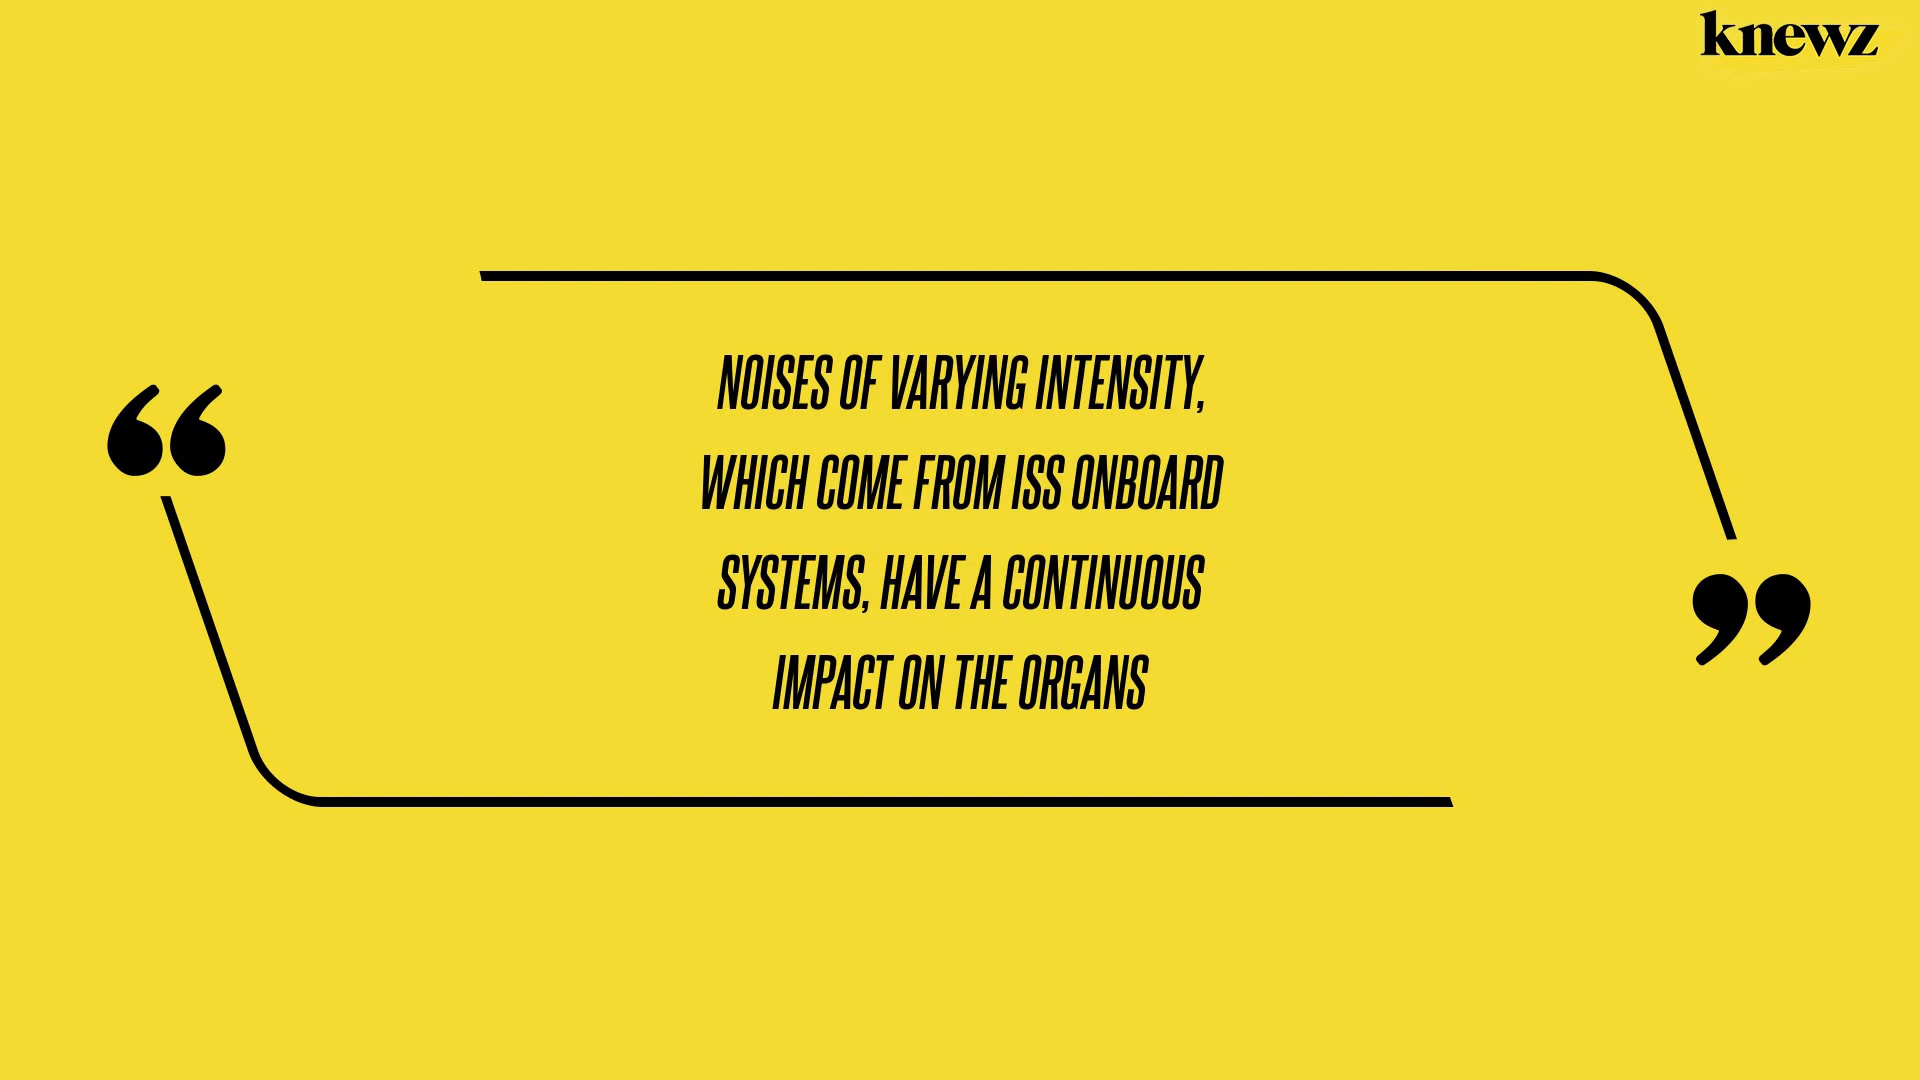 knewz
“
NOISES OF VARYING INTENSITY,
WHICH COME FROM ISS ONBOARD
SYSTEMS, HAVE A CONTINUOUS
IMPACT ON THE ORGANS
”